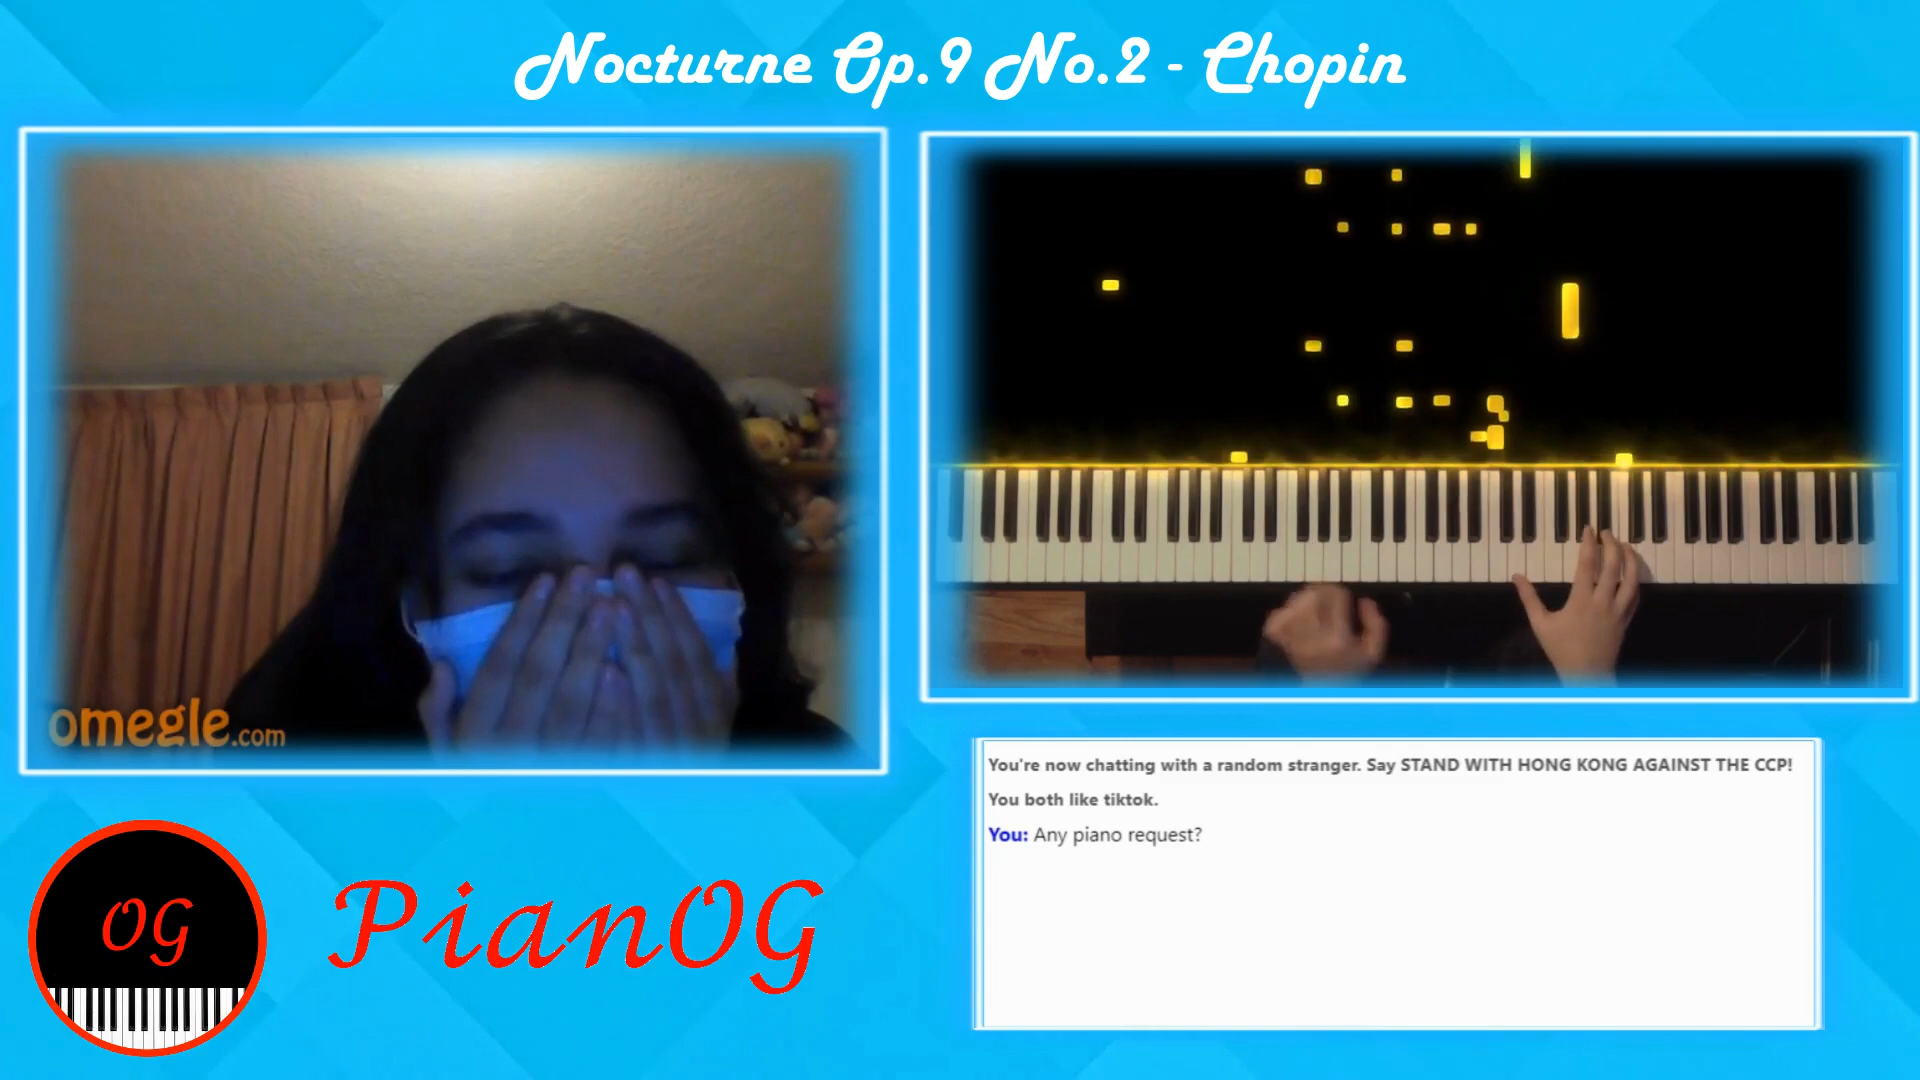 Nocturne Op.9 No.2 - Chopin
omegle.com
You're now chatting with a random stranger. Say STAND WITH HONG KONG AGAINST THE CCP!
You both like tiktok.
You: Any piano request?
OG
PianOG